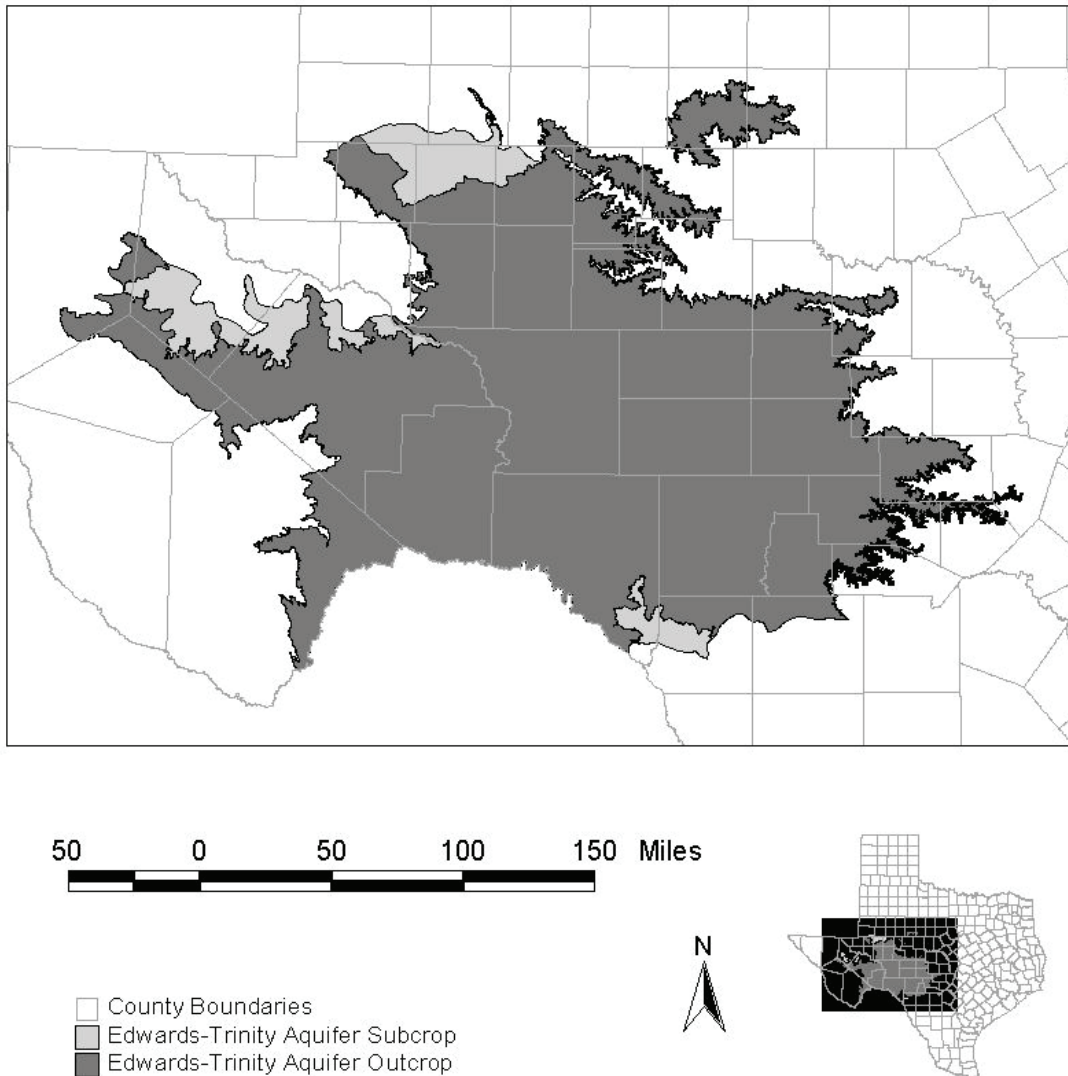 50 0 50 100 150 Miles
N
County Boundaries
Edwards-Trinity Aquifer Subcrop
Edwards-Trinity Aquifer Outcrop